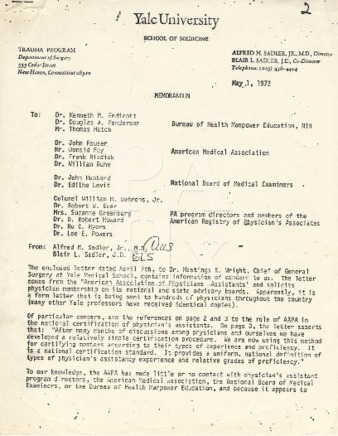 2
Yale University
SCHOOL OF MEDICINE
TRAUMA PROGRAM
Department of Surgery
333 Cedar Street
New Haven, Connecticut 06510
ALFRED M. SADLER, JR., M.D., Director
BLAIR L. SADLER, J.D., Co-Director
Telephone: (203) 436-
May 1, 1972
MEMORANDUM
To:
Dr. Kenneth M. Endicott
Dr. Douglas A. Fenderson
Mr. Thomas Hatch
Bureau of Health Manpower Education, NIH
Dr. John
Mr. Donald Foy
Dr. Frank
Dr. William Ruhe
American Medical Association
Dr. John Hubbard
Dr. Edithe Levit
National Board of Medical Examiners
Colonel William H. Jr.
Dr. Robert W. Ewer
Mrs. Suzanne Greenberg
Dr. D. Robert Howard
Dr. Hu C. Myers
Dr. Lee E. Powers
PA program directors and members of the
American Registry of Physician's Associates
From: Alfred M. Sadler, Jr., M.D. AMS
Blair L. Sadler, J.D. BLS
The enclosed letter dated April 7th, to Dr. Hastings K. Wright, Chief of General
Surgery at Yale Medical School, contains information of concern to us. The letter
comes from the "American Association of Physicians' Assistants" and solicits
physician membership on its national and state advisory boards. Apparently, it is
a form letter that is being sent to hundreds of physicians throughout the country
(many other Yale professors have received identical copies).
Of particular concern, are the references on page 2 and 3 to the role of AAPA in
the national certification of physician's assistants. On page 3, the letter asserts
that: "After many months of discussions among physicians and ourselves we have
developed a relatively simple certification procedure. We are now using this method
for certifying members according to their types of experience and proficiency. It
is a national certification standard. It provides a uniform, national definition of
types of physician's assistancy experience and relative grades of proficiency."
To our knowledge, the AAPA has made little or no contact with physician's assistant
program directors, the American Medical Association, the National Board of Medical
Examiners, or the Bureau of Health Manpower Education, and because it appears to